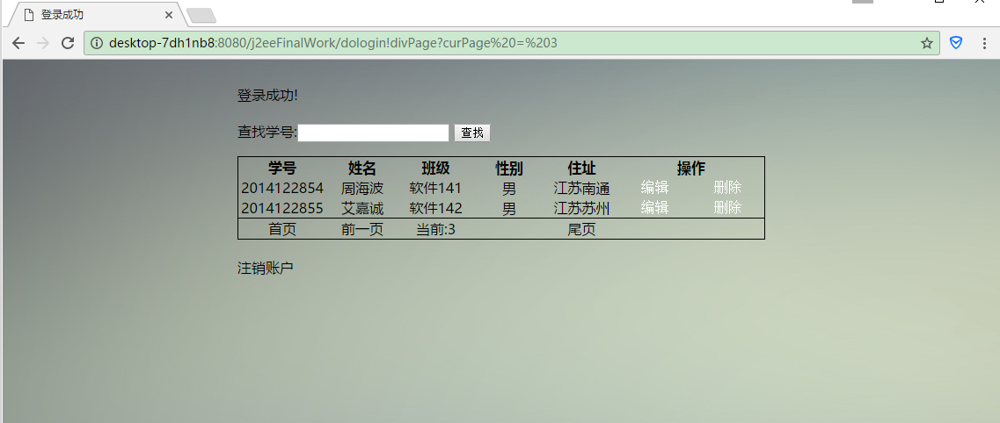 登录成功
desktop-7dh1nb8:8080/j2eeFinalWork/dologin!divPage?curPage%20=%203
登录成功!
查找学号: 查找
学号 姓名 班级 性别 住址 操作
2014122854 周海波 软件141 男 江苏南通 编辑 删除
2014122855 艾嘉诚 软件142 男 江苏苏州 编辑 删除
首页 前一页 当前:3 尾页
注销账户